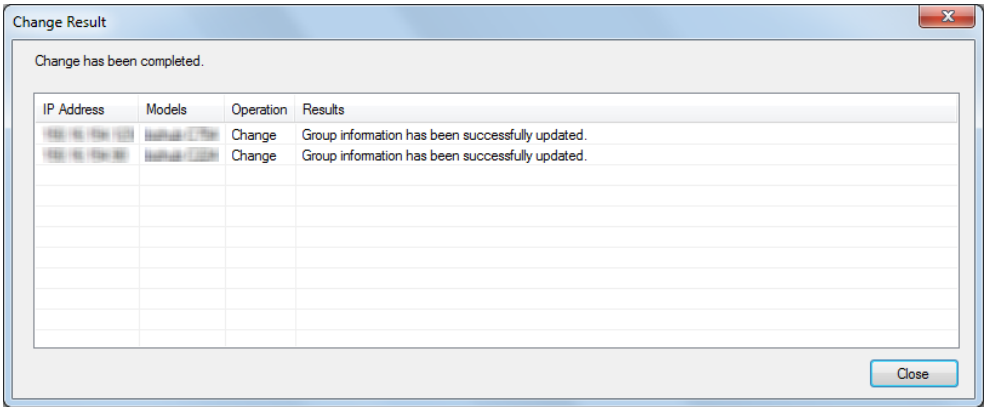 Change Result
Change has been completed.
IP Address Models Operation Results
Change Group information has been successfully updated.
Change Group information has been successfully updated.
Close